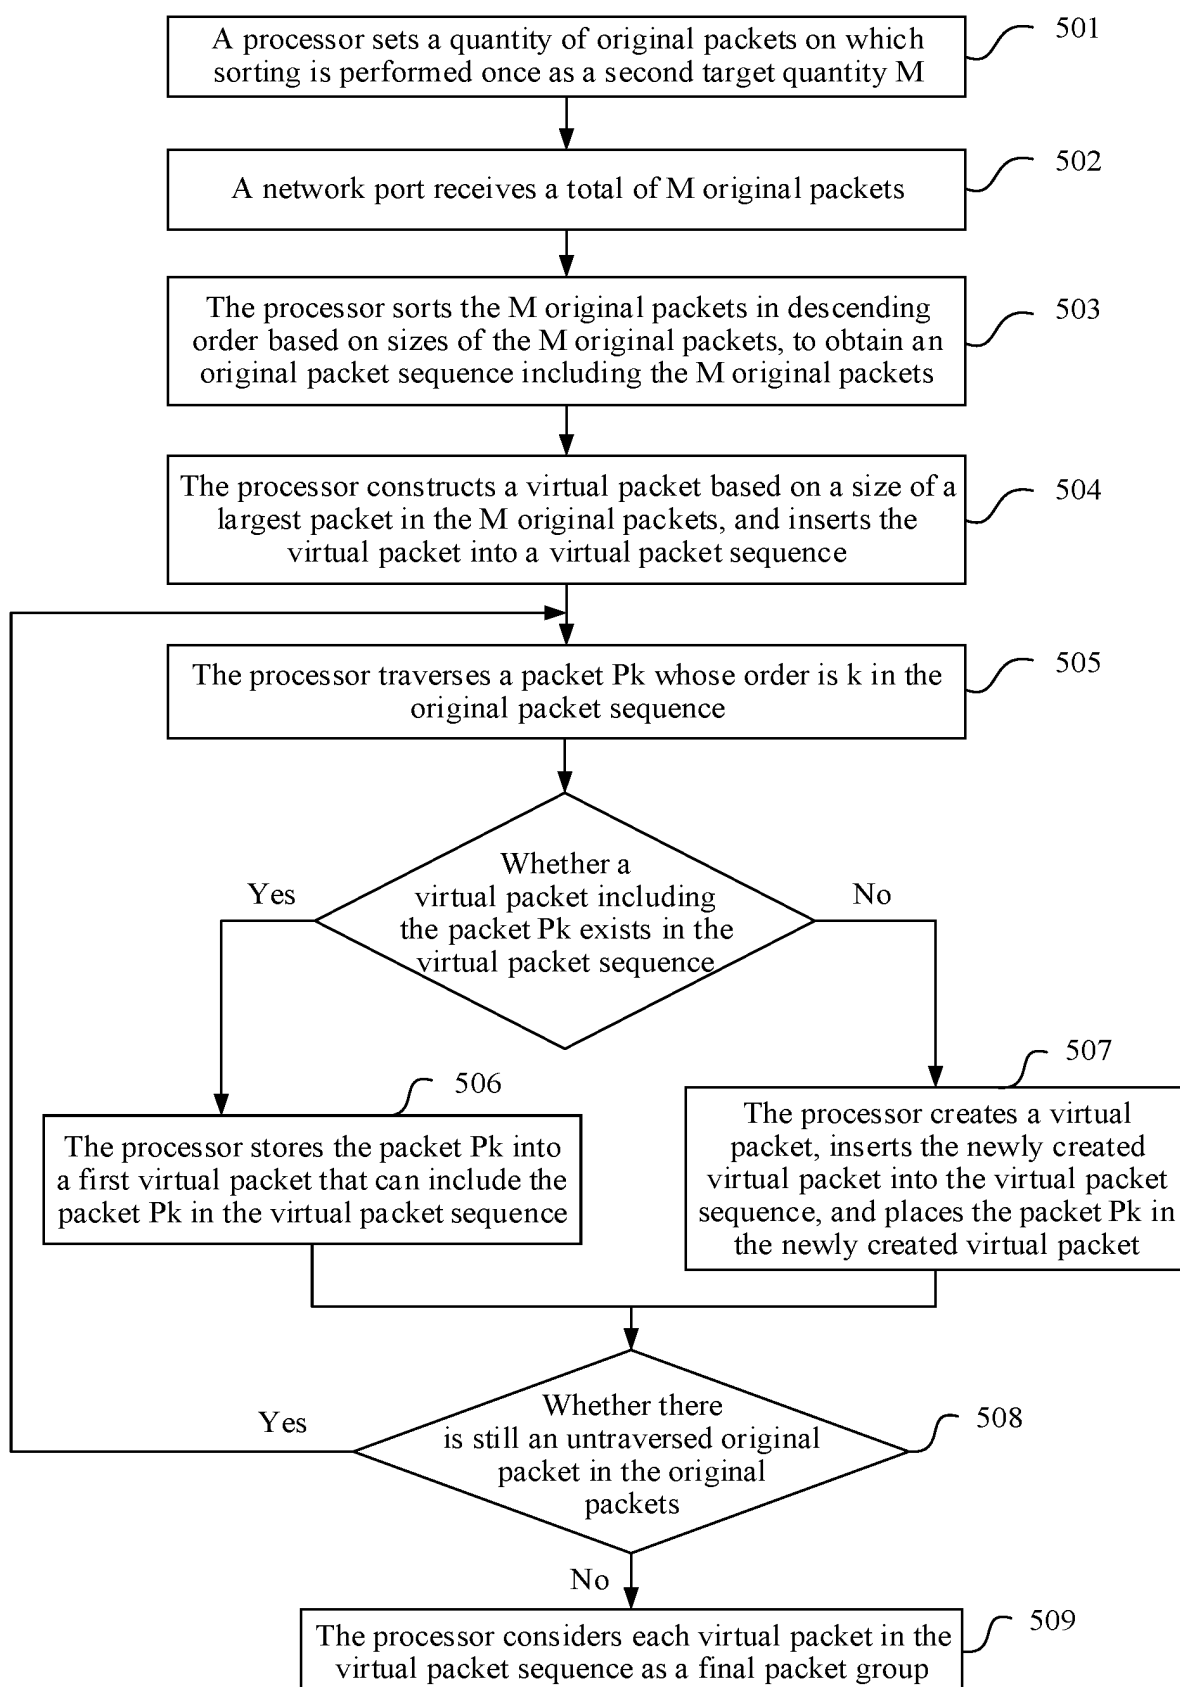 A processor sets a quantity of original packets on which
sorting is performed once as a second target quantity M
501
A network port receives a total of M original packets
502
The processor sorts the M original packets in descending
order based on sizes of the M original packets, to obtain an
original packet sequence including the M original packets
503
The processor constructs a virtual packet based on a size of a
largest packet in the M original packets, and inserts the
virtual packet into a virtual packet sequence
504
The processor traverses a packet Pk whose order is k in the
original packet sequence
505
Whether a
virtual packet including
the packet Pk exists in the
virtual packet sequence
Yes
No
506
The processor stores the packet Pk into
a first virtual packet that can include the
packet Pk in the virtual packet sequence
507
The processor creates a virtual
packet, inserts the newly created
virtual packet into the virtual packet
sequence, and places the packet Pk in
the newly created virtual packet
Whether there
is still an untraversed original
packet in the original
packets
508
Yes
No
The processor considers each virtual packet in the
virtual packet sequence as a final packet group
509